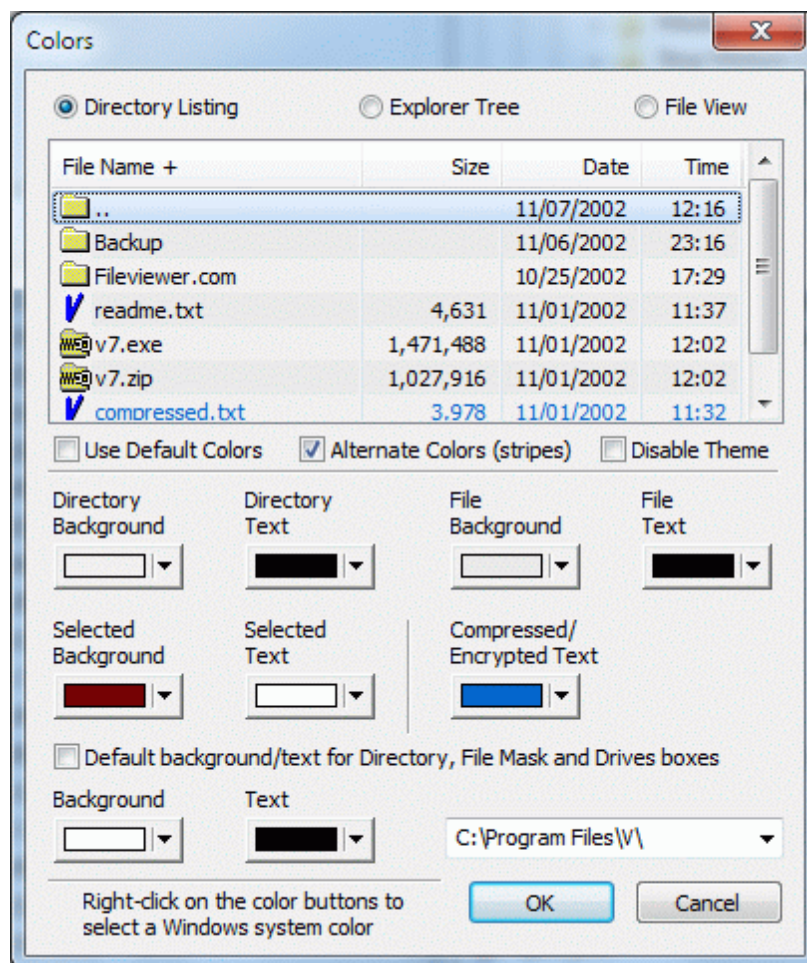 Colors
Directory Listing Explorer Tree File View
File Name + Size Date Time
.. 11/07/2002 12:16
Backup 11/06/2002 23:16
Fileviewer.com 10/25/2002 17:29
readme.txt 4,631 11/01/2002 11:37
v7.exe 1,471,488 11/01/2002 12:02
v7.zip 1,027,916 11/01/2002 12:02
compressed.txt 3,978 11/01/2002 11:32
Use Default Colors Alternate Colors (stripes) Disable Theme
Directory Directory File File
Background Text Background Text
Selected Selected Compressed/
Background Text Encrypted Text
Default background/text for Directory, File Mask and Drives boxes
Background Text
C:\Program Files\V\
Right-click on the color buttons to
select a Windows system color
OK Cancel